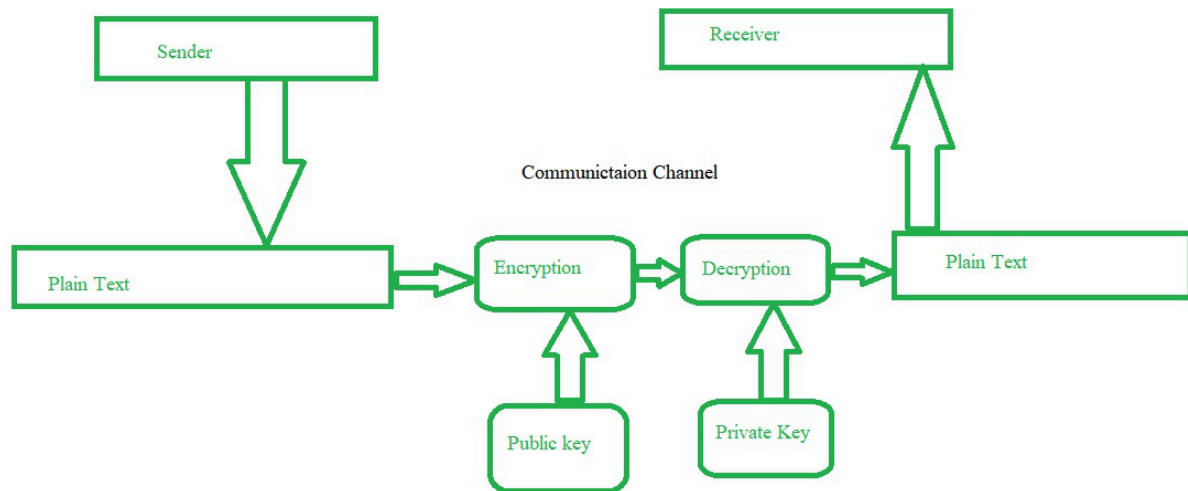 Sender
Receiver
Communictaion Channel
Plain Text
Encryption
Decryption
Plain Text
Public key
Private Key